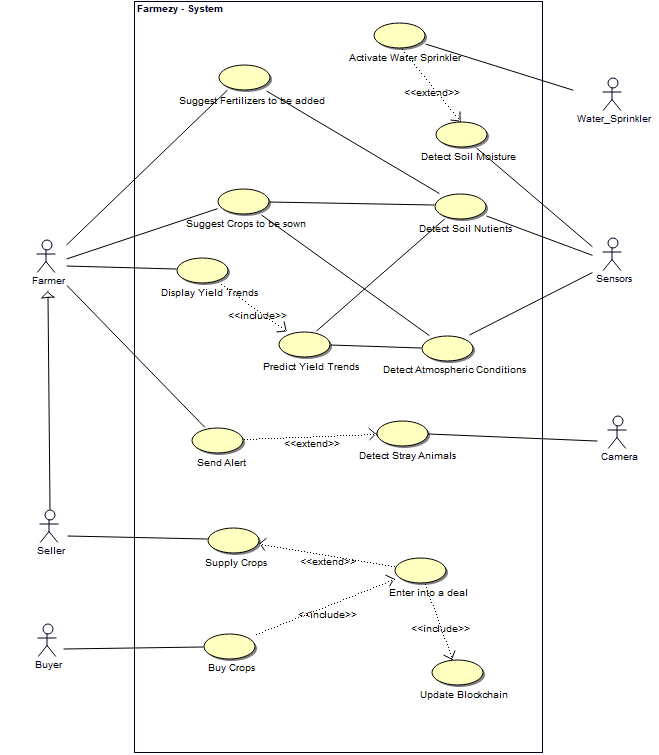 Farmezy - System
Activate Water Sprinkler
Suggest Fertilizers to be added
<<extend>>
Water_Sprinkler
Detect Soil Moisture
Suggest Crops to be sown
Detect Soil Nutients
Farmer
Sensors
Display Yield Trends
<<include>>
Predict Yield Trends
Detect Atmospheric Conditions
Send Alert
<<extend>>
Detect Stray Animals
Camera
Seller
Supply Crops
<<extend>>
Enter into a deal
<<include>>
<<include>>
Buyer
Buy Crops
Update Blockchain